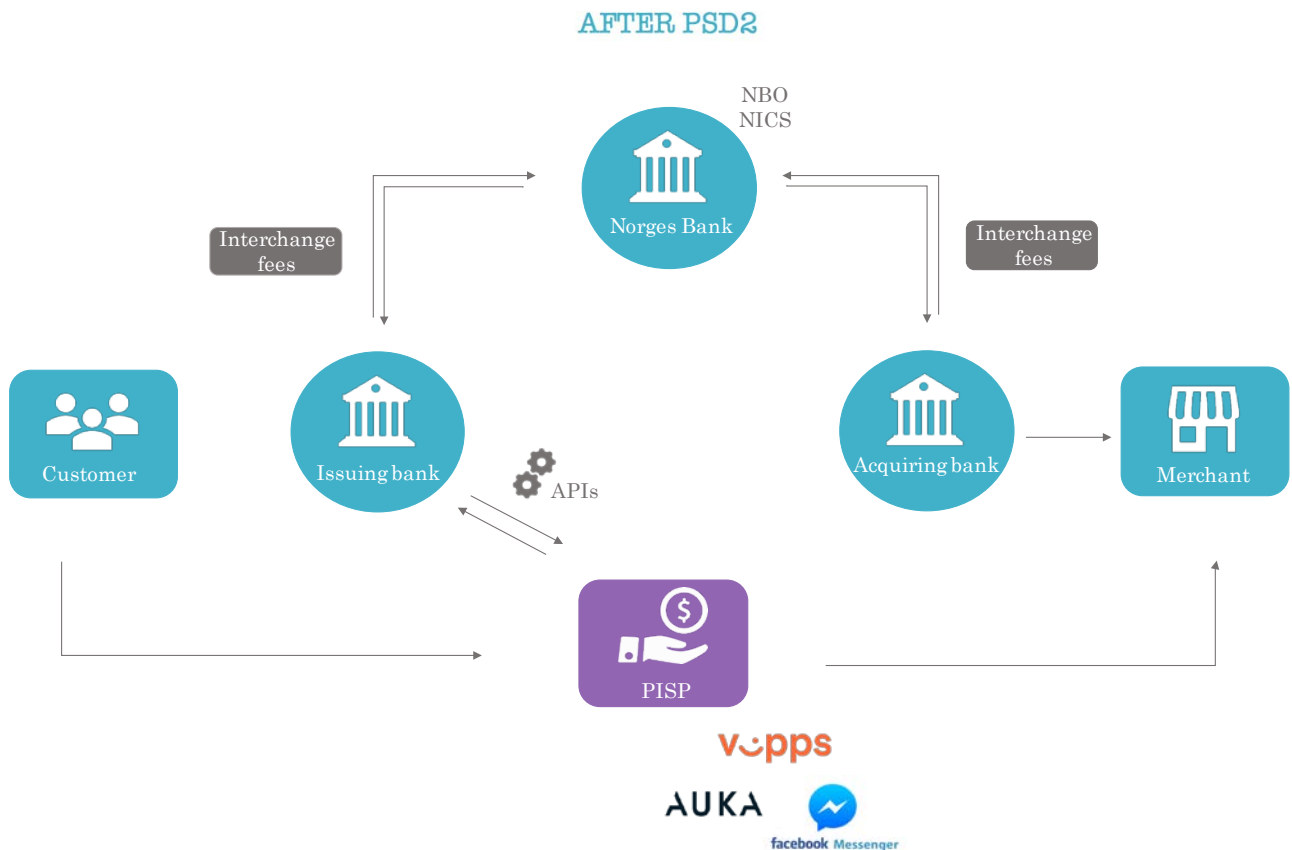 AFTER PSD2
NBO
NICS
Norges Bank
Interchange
fees
Interchange
fees
Customer
Issuing bank
APIs
Acquiring bank
Merchant
$
PISP
vipps
AUKA
facebook Messenger